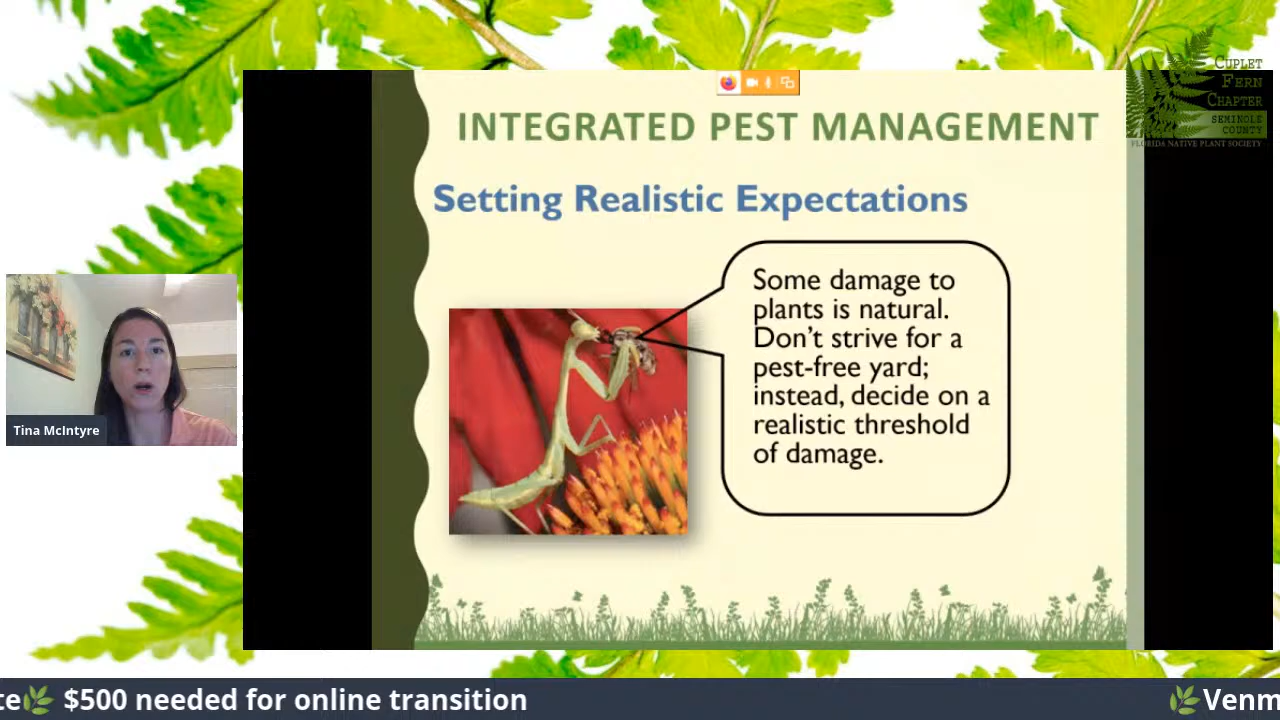 CUPLET
FERN
CHAPTER
SEMINOLE
COUNTY
FLORIDA NATIVE PLANT SOCIETY
INTEGRATED PEST MANAGEMENT
Setting Realistic Expectations
Some damage to
plants is natural.
Don't strive for a
pest-free yard;
instead, decide on a
realistic threshold
of damage.
Tina McIntyre
te $500 needed for online transition Venm